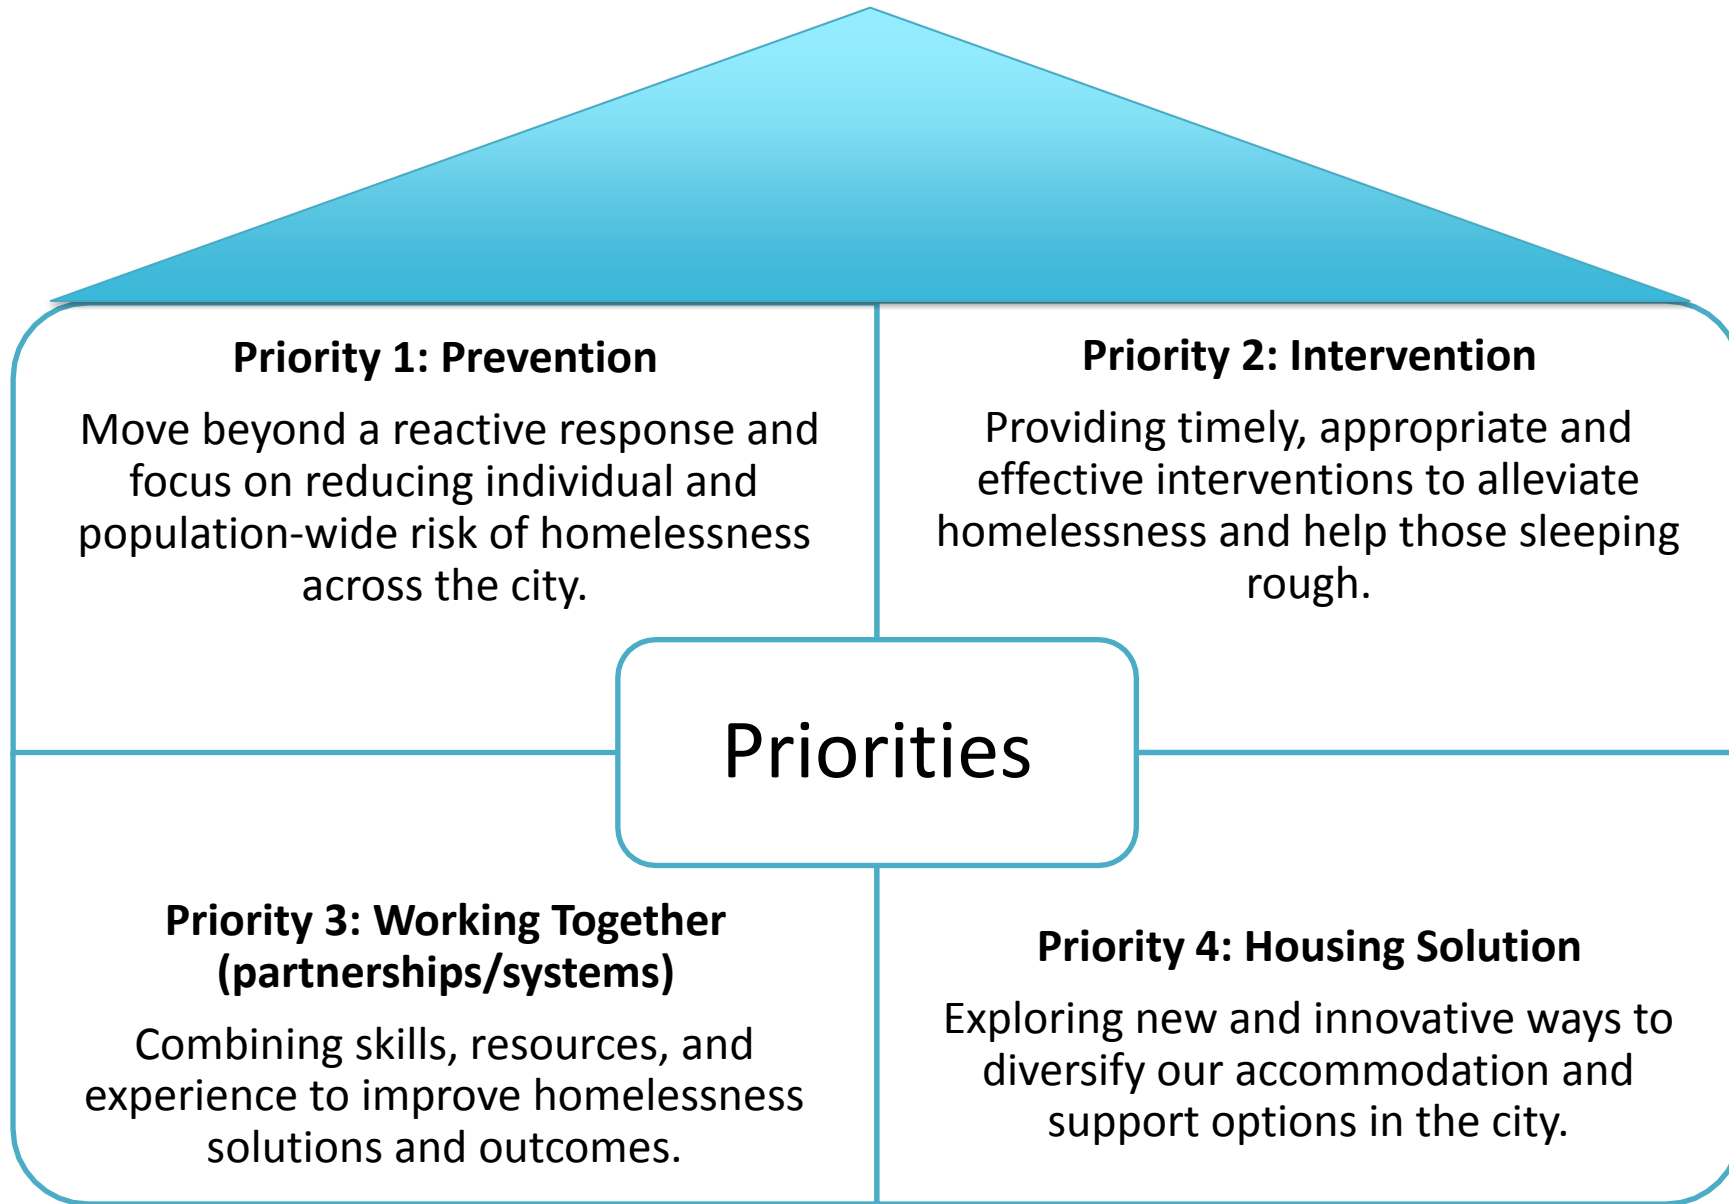 Priority 1: Prevention
Move beyond a reactive response and
focus on reducing individual and
population-wide risk of homelessness
across the city.
Priority 2: Intervention
Providing timely, appropriate and
effective interventions to alleviate
homelessness and help those sleeping
rough.
Priorities
Priority 3: Working Together
(partnerships/systems)
Combining skills, resources, and
experience to improve homelessness
solutions and outcomes.
Priority 4: Housing Solution
Exploring new and innovative ways to
diversify our accommodation and
support options in the city.